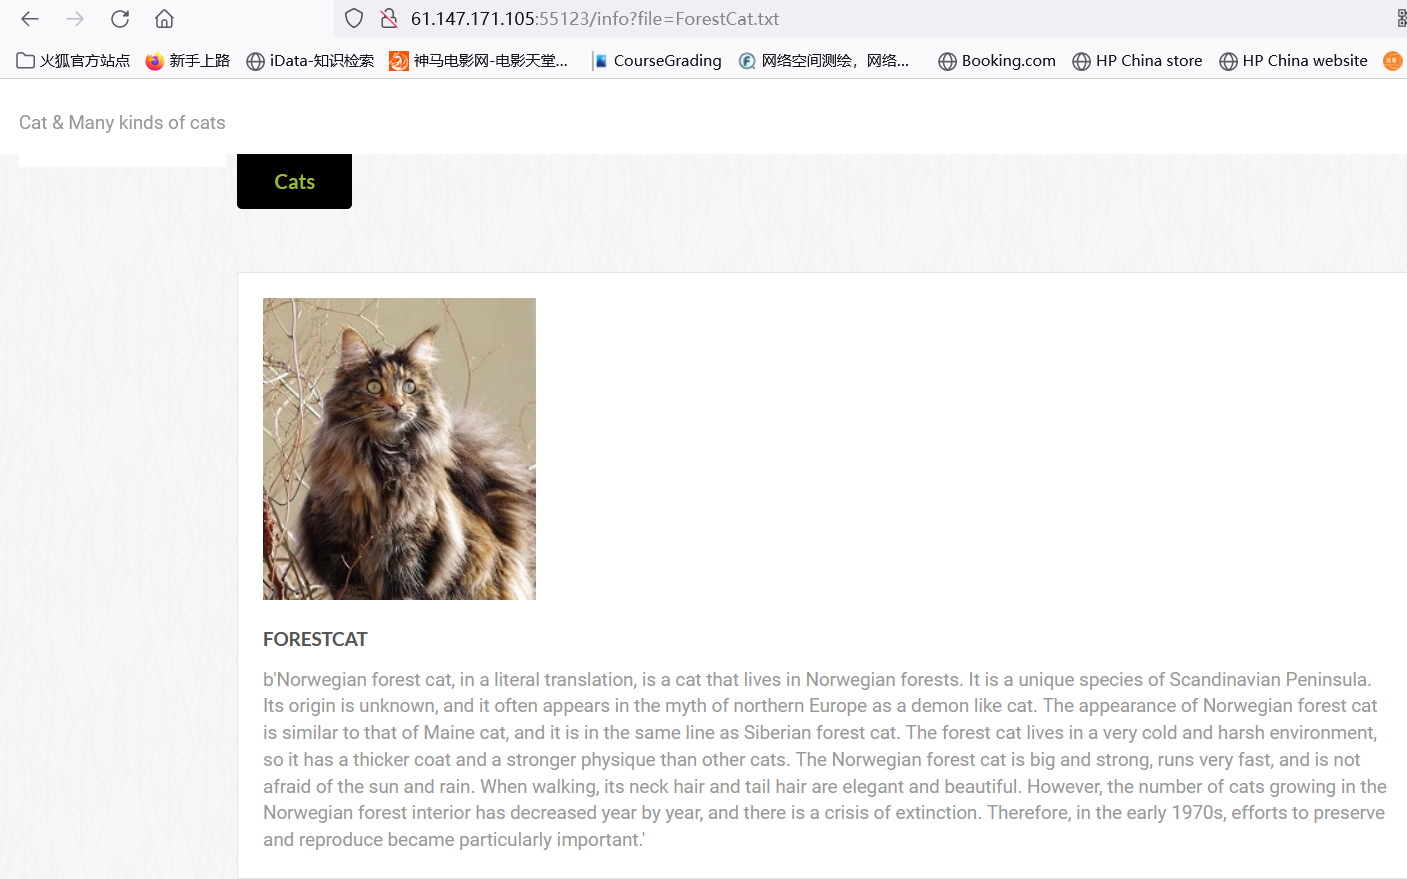 61.147.171.105:55123/info?file=ForestCat.txt
火狐官方站点 新手上路 iData-知识检索 神马电影网-电影天堂... CourseGrading 网络空间测绘，网络... Booking.com HP China store HP China website
Cat & Many kinds of cats
Cats
FORESTCAT
b'Norwegian forest cat, in a literal translation, is a cat that lives in Norwegian forests. It is a unique species of Scandinavian Peninsula.
Its origin is unknown, and it often appears in the myth of northern Europe as a demon like cat. The appearance of Norwegian forest cat
is similar to that of Maine cat, and it is in the same line as Siberian forest cat. The forest cat lives in a very cold and harsh environment,
so it has a thicker coat and a stronger physique than other cats. The Norwegian forest cat is big and strong, runs very fast, and is not
afraid of the sun and rain. When walking, its neck hair and tail hair are elegant and beautiful. However, the number of cats growing in the
Norwegian forest interior has decreased year by year, and there is a crisis of extinction. Therefore, in the early 1970s, efforts to preserve
and reproduce became particularly important.'